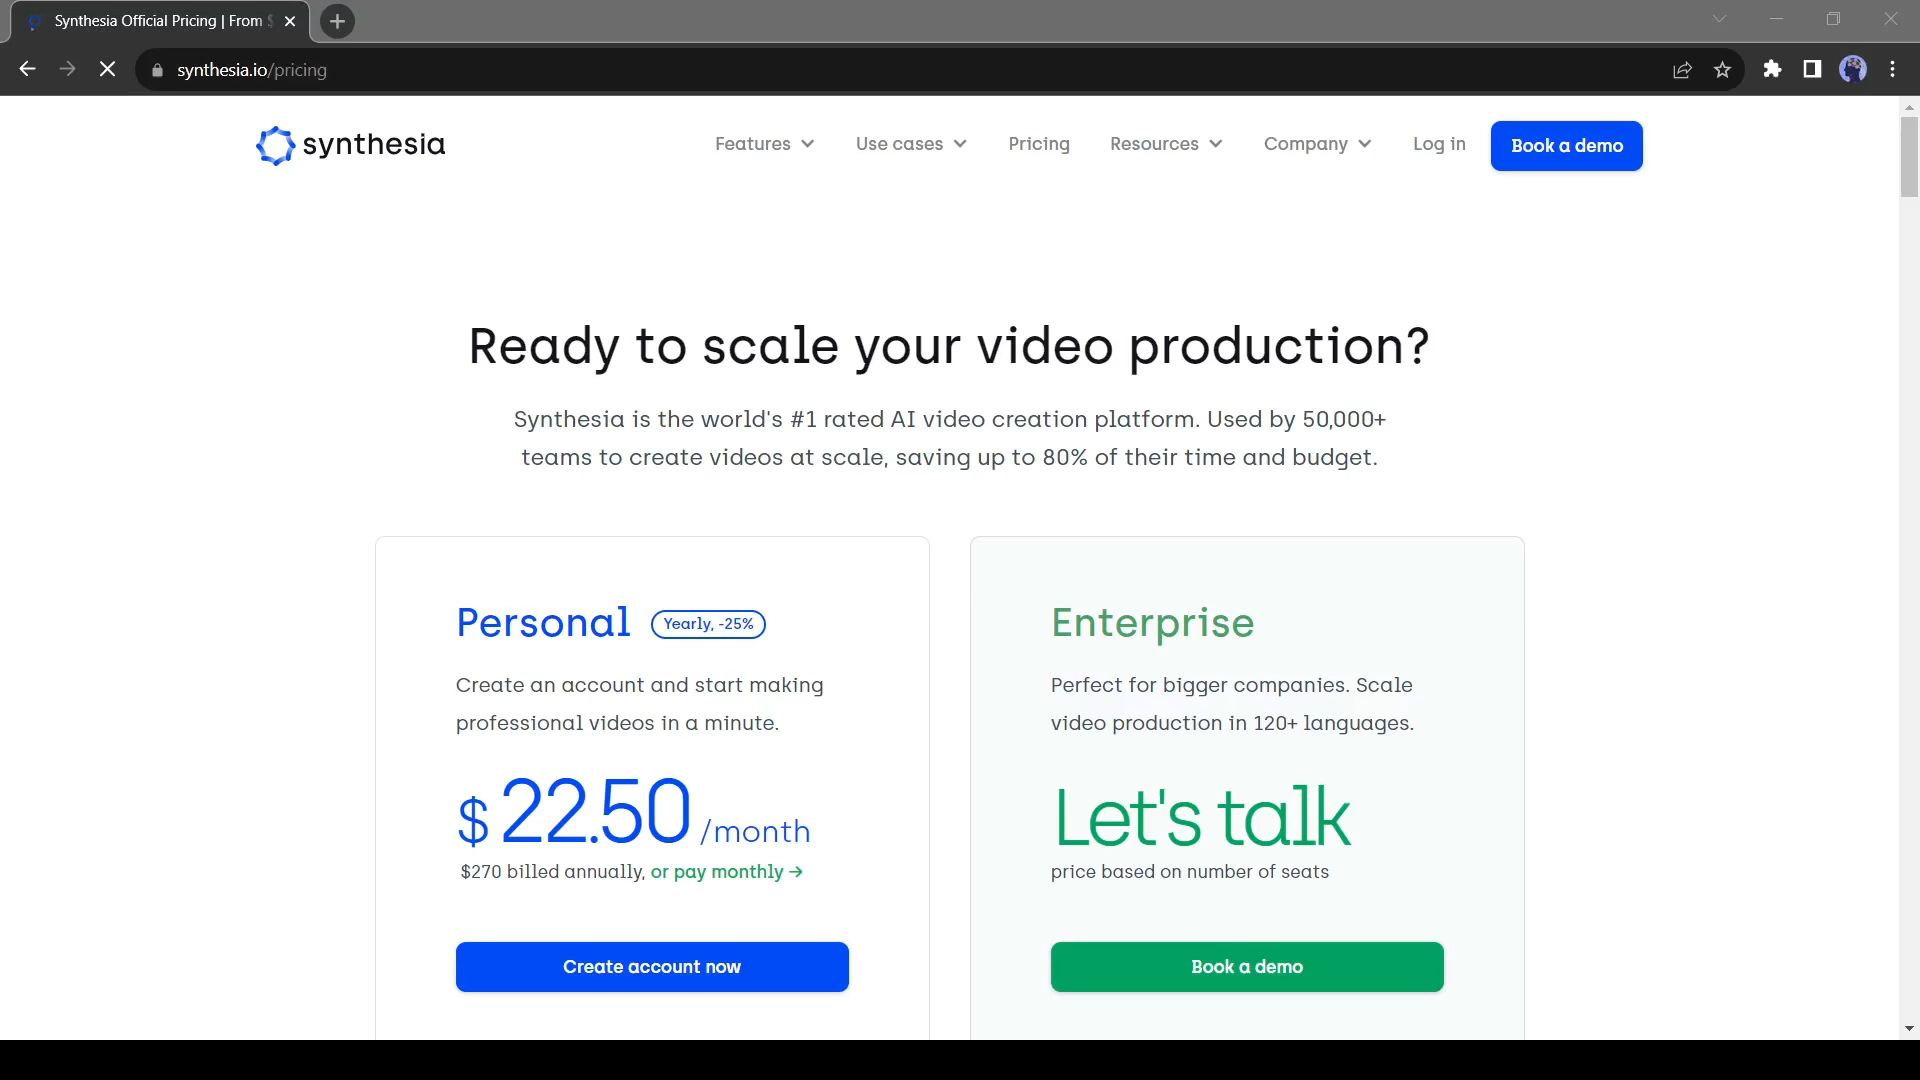 Synthesia Official Pricing | From $
synthesia.io/pricing
synthesia
Features
Use cases
Pricing
Resources
Company
Log in
Book a demo
Ready to scale your video production?
Synthesia is the world's #1 rated AI video creation platform. Used by 50,000+
teams to create videos at scale, saving up to 80% of their time and budget.
Personal
Yearly, -25%
Create an account and start making
professional videos in a minute.
$22.50 /month
$270 billed annually, or pay monthly →
Create account now
Enterprise
Perfect for bigger companies. Scale
video production in 120+ languages.
Let's talk
price based on number of seats
Book a demo